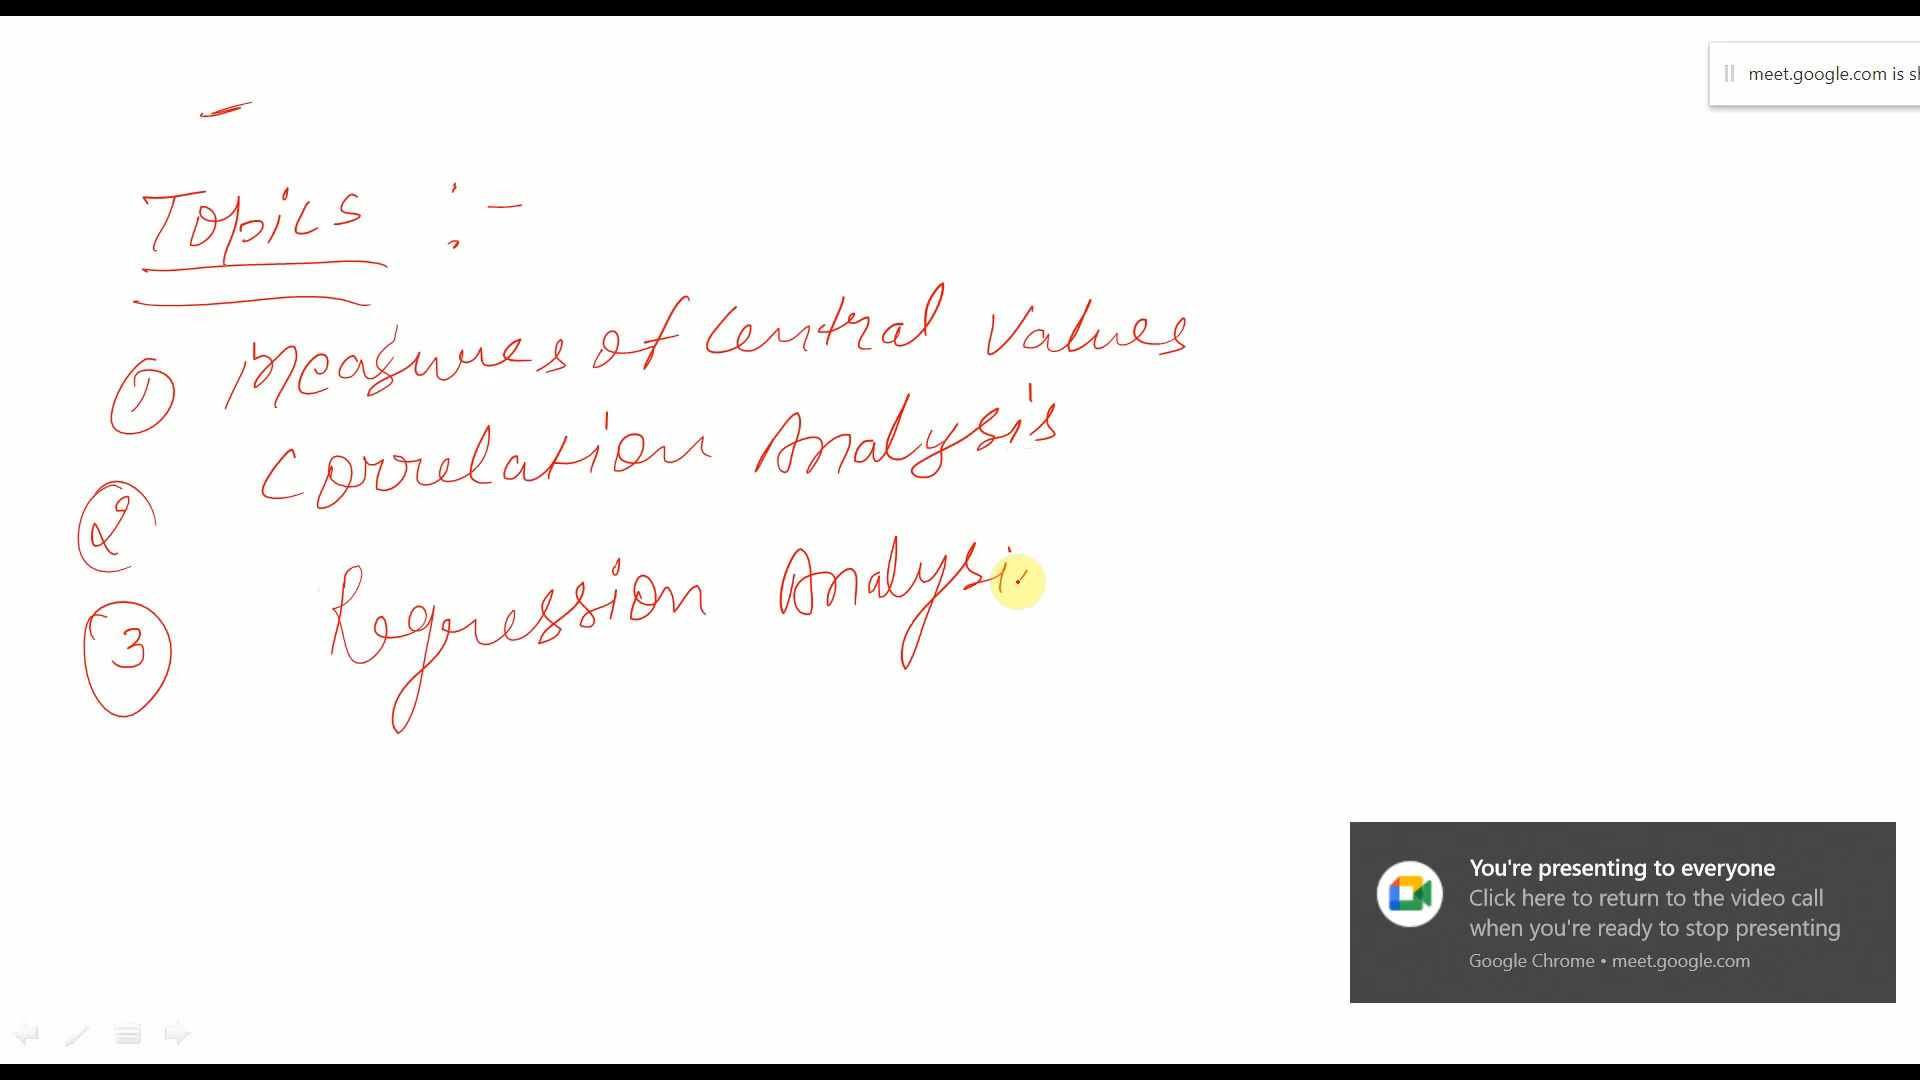 meet.google.com is sh
Topics :-
① Measures of Central Values
② Correlation Analysis
③ Regression Analysi
You're presenting to everyone
Click here to return to the video call
when you're ready to stop presenting
Google Chrome • meet.google.com